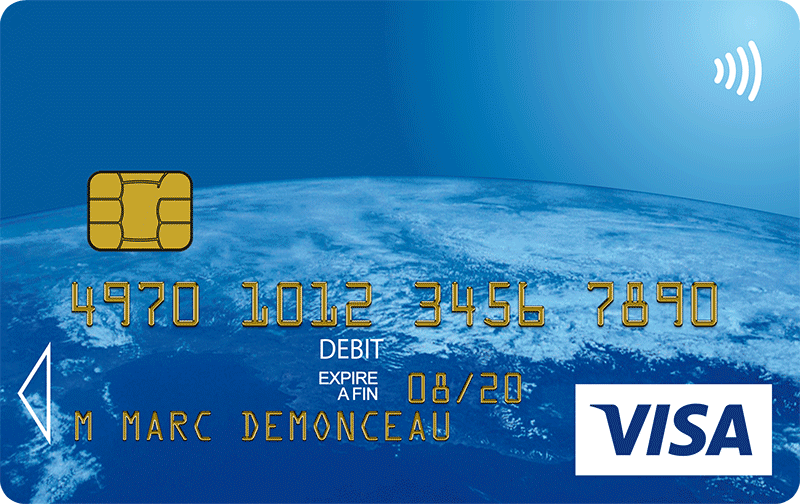 4970 1012 3456 7890
DEBIT
EXPIRE
A FIN 08/20
M MARC DEMONCEAU
VISA